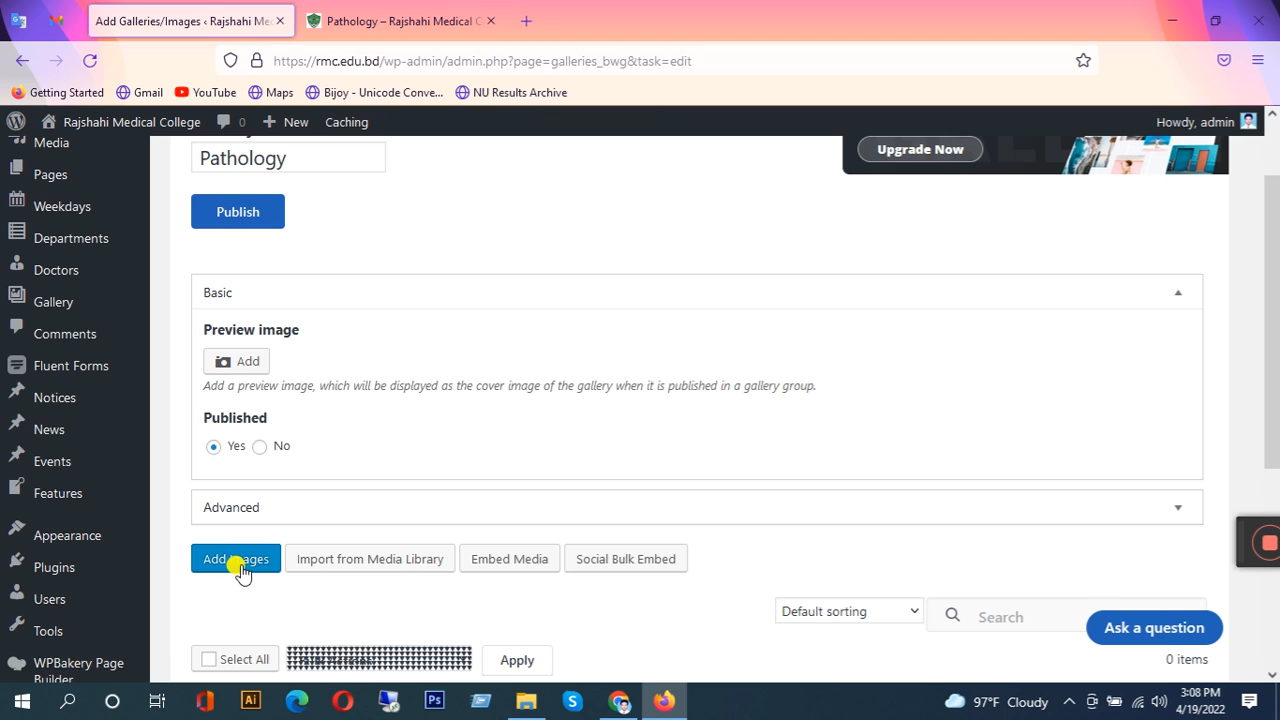 Add Galleries/Images ‹ Rajshahi Med
Pathology – Rajshahi Medical C
https://rmc.edu.bd/wp-admin/admin.php?page=galleries_bwg&task=edit
Getting Started
Gmail
YouTube
Maps
Bijoy - Unicode Conve...
NU Results Archive
Rajshahi Medical College
0
New
Caching
Howdy, admin
Media
Pages
Weekdays
Departments
Doctors
Gallery
Comments
Fluent Forms
Notices
News
Events
Features
Appearance
Plugins
Users
Tools
WPBakery Page
Builder
Pathology
Upgrade Now
Publish
Basic
Preview image
Add
Add a preview image, which will be displayed as the cover image of the gallery when it is published in a gallery group.
Published
Yes
No
Advanced
Add Images
Import from Media Library
Embed Media
Social Bulk Embed
Default sorting
Search
Ask a question
Select All
Apply
0 items
Ai
Ps
97°F Cloudy
3:08 PM
4/19/2022